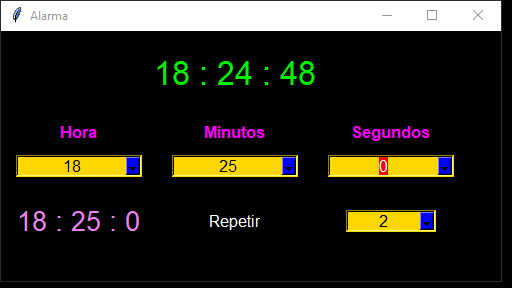 Alarma
18 : 24 : 48
Hora Minutos Segundos
18 25 0
18 : 25 : 0 Repetir 2